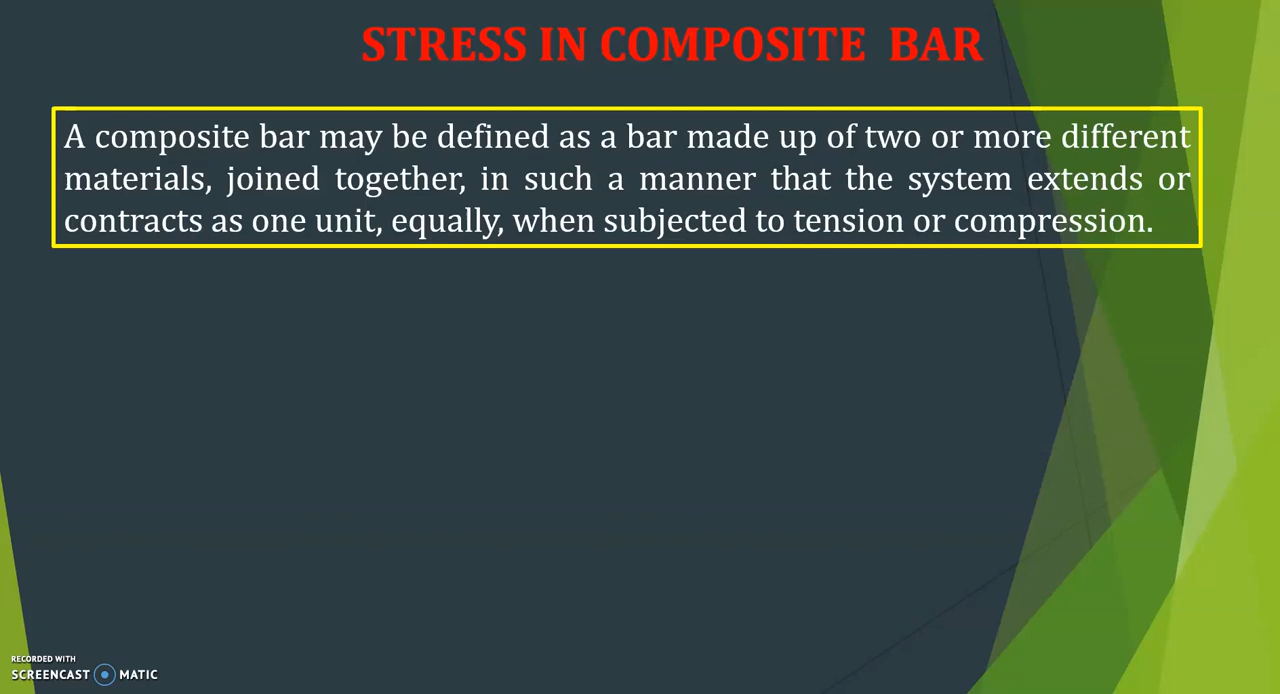 STRESS IN COMPOSITE BAR
A composite bar may be defined as a bar made up of two or more different
materials, joined together, in such a manner that the system extends or
contracts as one unit, equally, when subjected to tension or compression.
RECORDED WITH
SCREENCAST MATIC